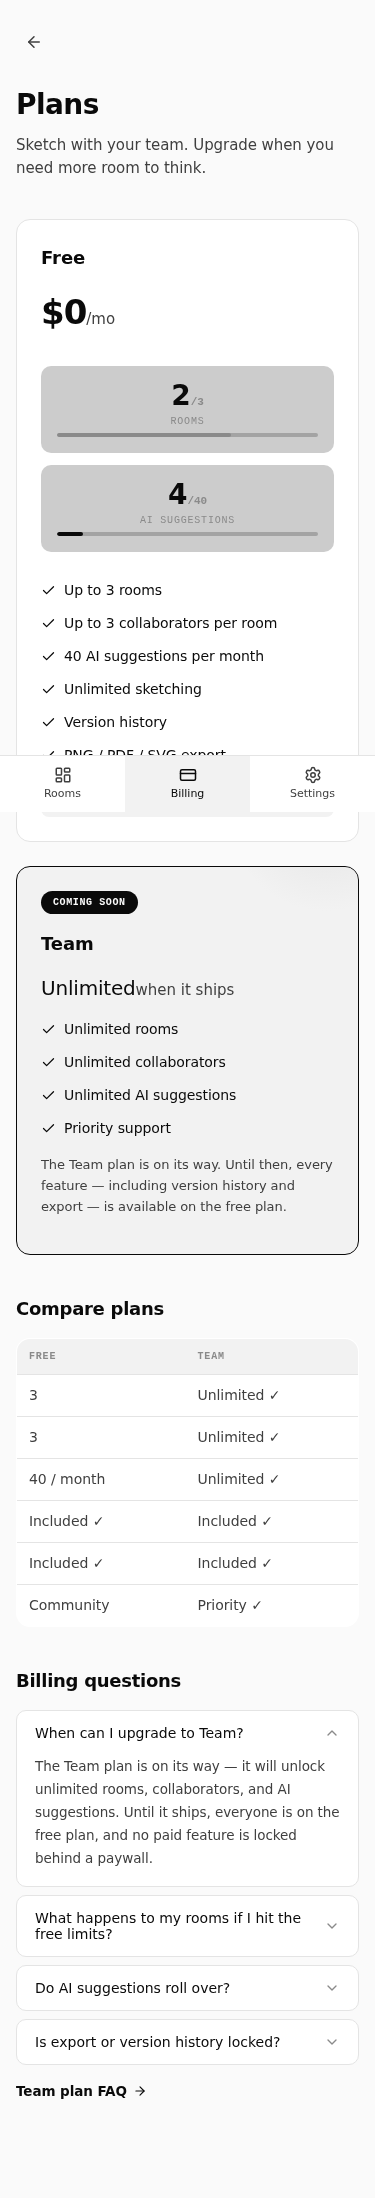 Plans
Sketch with your team. Upgrade when you
need more room to think.
Free
$0/mo
2/3
ROOMS
4/40
AI SUGGESTIONS
Up to 3 rooms
Up to 3 collaborators per room
40 AI suggestions per month
Unlimited sketching
Version history
PNG / PDF / SVG export
Rooms
Billing
Settings
COMING SOON
Team
Unlimitedwhen it ships
Unlimited rooms
Unlimited collaborators
Unlimited AI suggestions
Priority support
The Team plan is on its way. Until then, every
feature — including version history and
export — is available on the free plan.
Compare plans
FREE TEAM
3 Unlimited ✓
3 Unlimited ✓
40 / month Unlimited ✓
Included ✓ Included ✓
Included ✓ Included ✓
Community Priority ✓
Billing questions
When can I upgrade to Team?
The Team plan is on its way — it will unlock
unlimited rooms, collaborators, and AI
suggestions. Until it ships, everyone is on the
free plan, and no paid feature is locked
behind a paywall.
What happens to my rooms if I hit the
free limits?
Do AI suggestions roll over?
Is export or version history locked?
Team plan FAQ →